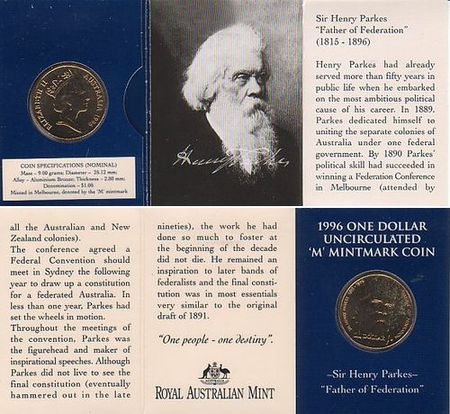 ELIZABETH II AUSTRALIA 1996
COIN SPECIFICATIONS (NOMINAL)
Mass - 9.00 grams; Diameter - 25.12 mm;
Alloy - Aluminium Bronze; Thickness - 2.80 mm;
Denomination - $1.00.
Minted in Melbourne, denoted by the 'M' mintmark
Henry Parkes
Sir Henry Parkes
"Father of Federation"
(1815 - 1896)
Henry Parkes had already
served more than fifty years in
public life when he embarked
on the most ambitious political
cause of his career. In 1889,
Parkes dedicated himself to
uniting the separate colonies of
Australia under one federal
government. By 1890 Parkes'
political skill had succeeded in
winning a Federation Conference
in Melbourne (attended by
all the Australian and New
Zealand colonies).
The conference agreed a
Federal Convention should
meet in Sydney the following
year to draw up a constitution
for a federated Australia. In
less than one year, Parkes had
set the wheels in motion.
Throughout the meetings of
the convention, Parkes was
the figurehead and maker of
inspirational speeches. Although
Parkes did not live to see the
final constitution (eventually
hammered out in the late
nineties), the work he had
done so much to foster at
the beginning of the decade
did not die. He remained an
inspiration to later bands of
federalists and the final consti-
tution was in most essentials
very similar to the original
draft of 1891.
"One people - one destiny".
ROYAL AUSTRALIAN MINT
1996 ONE DOLLAR
UNCIRCULATED
'M' MINTMARK COIN
DOLLAR
–Sir Henry Parkes–
"Father of Federation"